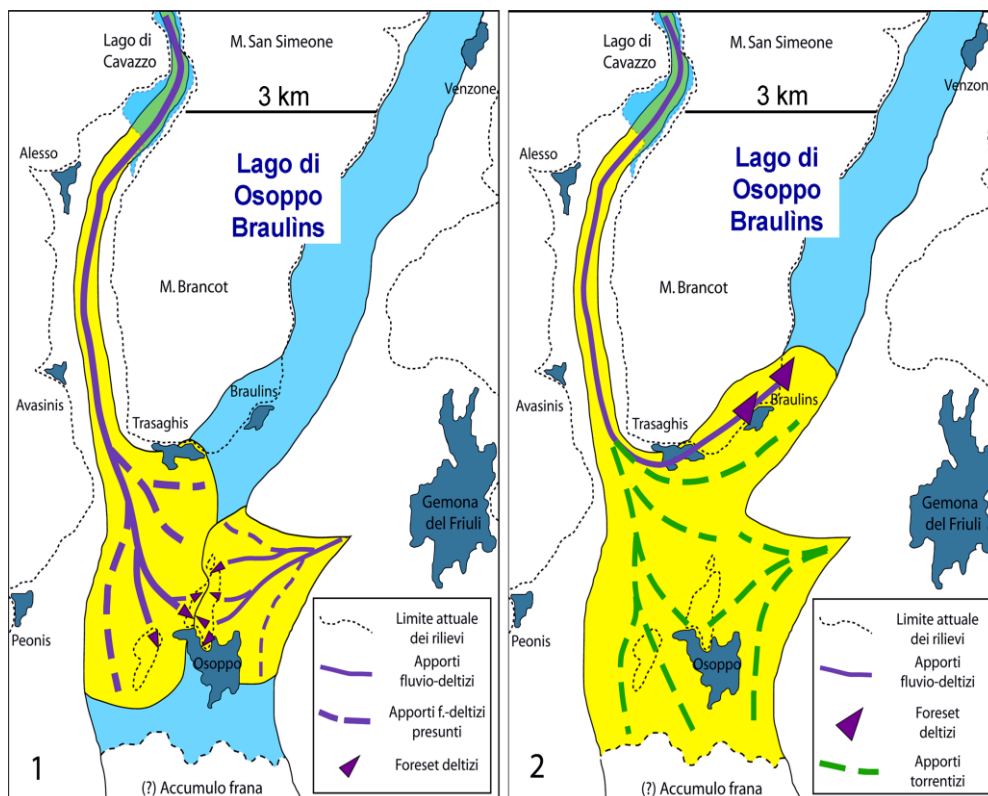 Lago di
Cavazzo
M. San Simeone
Venzone
3 km
Alesso
Lago di
Osoppo
Braulìns
M. Brancot
Avasinis
Braulins
Trasaghis
Gemona
del Friuli
Peonis
Osoppo
Limite attuale
dei rilievi
Apporti
fluvio-deltizi
Apporti f.-deltizi
presunti
Foreset deltizi
1
(?) Accumulo frana
Lago di
Cavazzo
M. San Simeone
Venzone
3 km
Alesso
Lago di
Osoppo
Braulìns
M. Brancot
Avasinis
Braulins
Trasaghis
Gemona
del Friuli
Peonis
Osoppo
Limite attuale
dei rilievi
Apporti
fluvio-deltizi
Foreset
deltizi
Apporti
torrentizi
2
(?) Accumulo frana